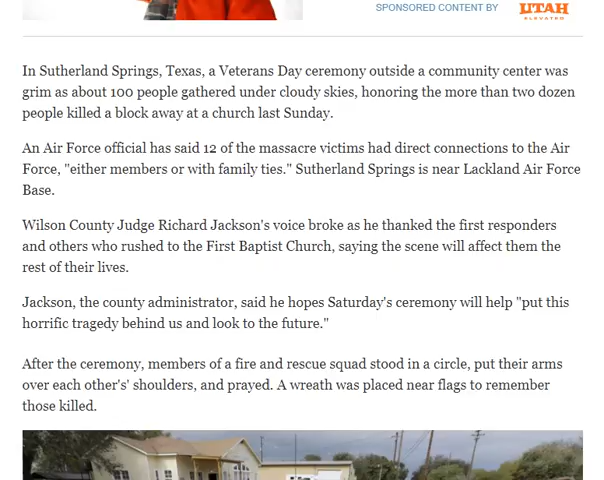 SPONSORED CONTENT BY
UTAH
ELEVATED
In Sutherland Springs, Texas, a Veterans Day ceremony outside a community center was
grim as about 100 people gathered under cloudy skies, honoring the more than two dozen
people killed a block away at a church last Sunday.
An Air Force official has said 12 of the massacre victims had direct connections to the Air
Force, "either members or with family ties." Sutherland Springs is near Lackland Air Force
Base.
Wilson County Judge Richard Jackson's voice broke as he thanked the first responders
and others who rushed to the First Baptist Church, saying the scene will affect them the
rest of their lives.
Jackson, the county administrator, said he hopes Saturday's ceremony will help "put this
horrific tragedy behind us and look to the future."
After the ceremony, members of a fire and rescue squad stood in a circle, put their arms
over each other's' shoulders, and prayed. A wreath was placed near flags to remember
those killed.